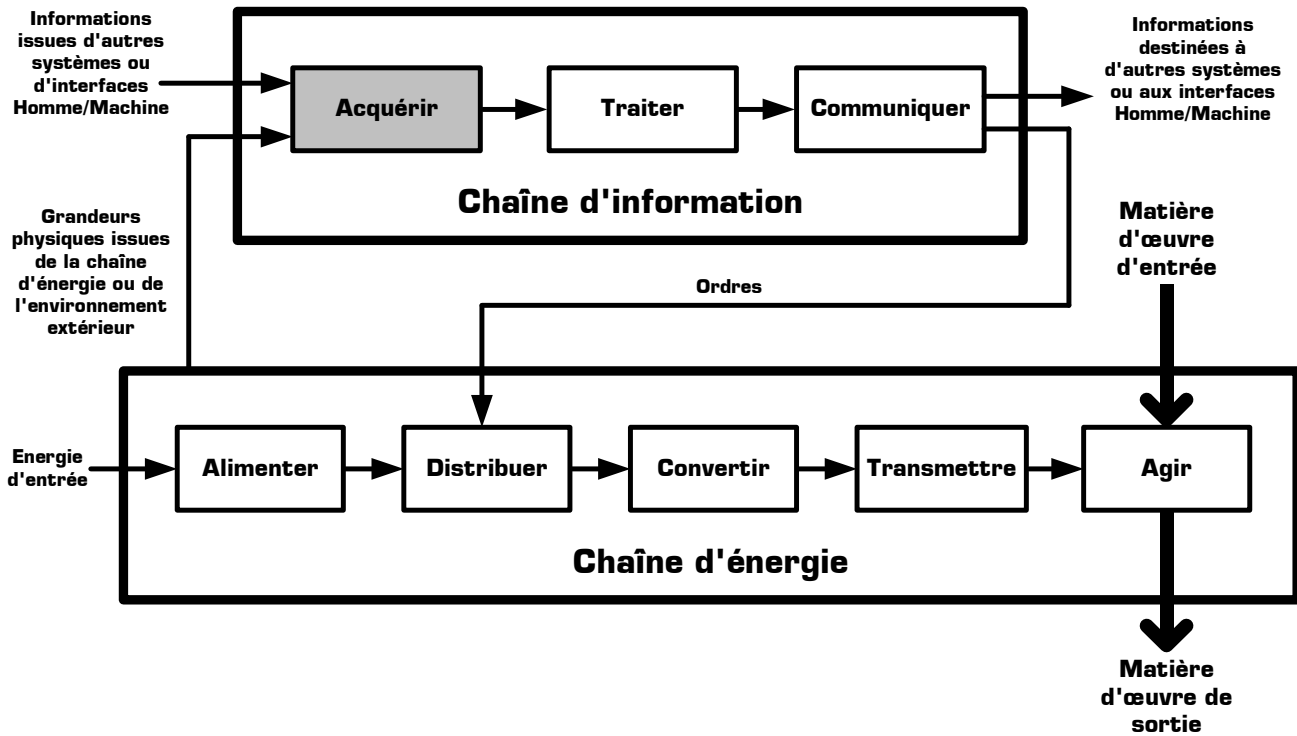 Informations
issues d'autres
systèmes ou
d'interfaces
Homme/Machine
Acquérir
Traiter
Communiquer
Informations
destinées à
d'autres systèmes
ou aux interfaces
Homme/Machine
Chaîne d'information
Grandeurs
physiques issues
de la chaîne
d'énergie ou de
l'environnement
extérieur
Ordres
Matière
d'œuvre
d'entrée
Energie
d'entrée
Alimenter
Distribuer
Convertir
Transmettre
Agir
Chaîne d'énergie
Matière
d'œuvre de
sortie